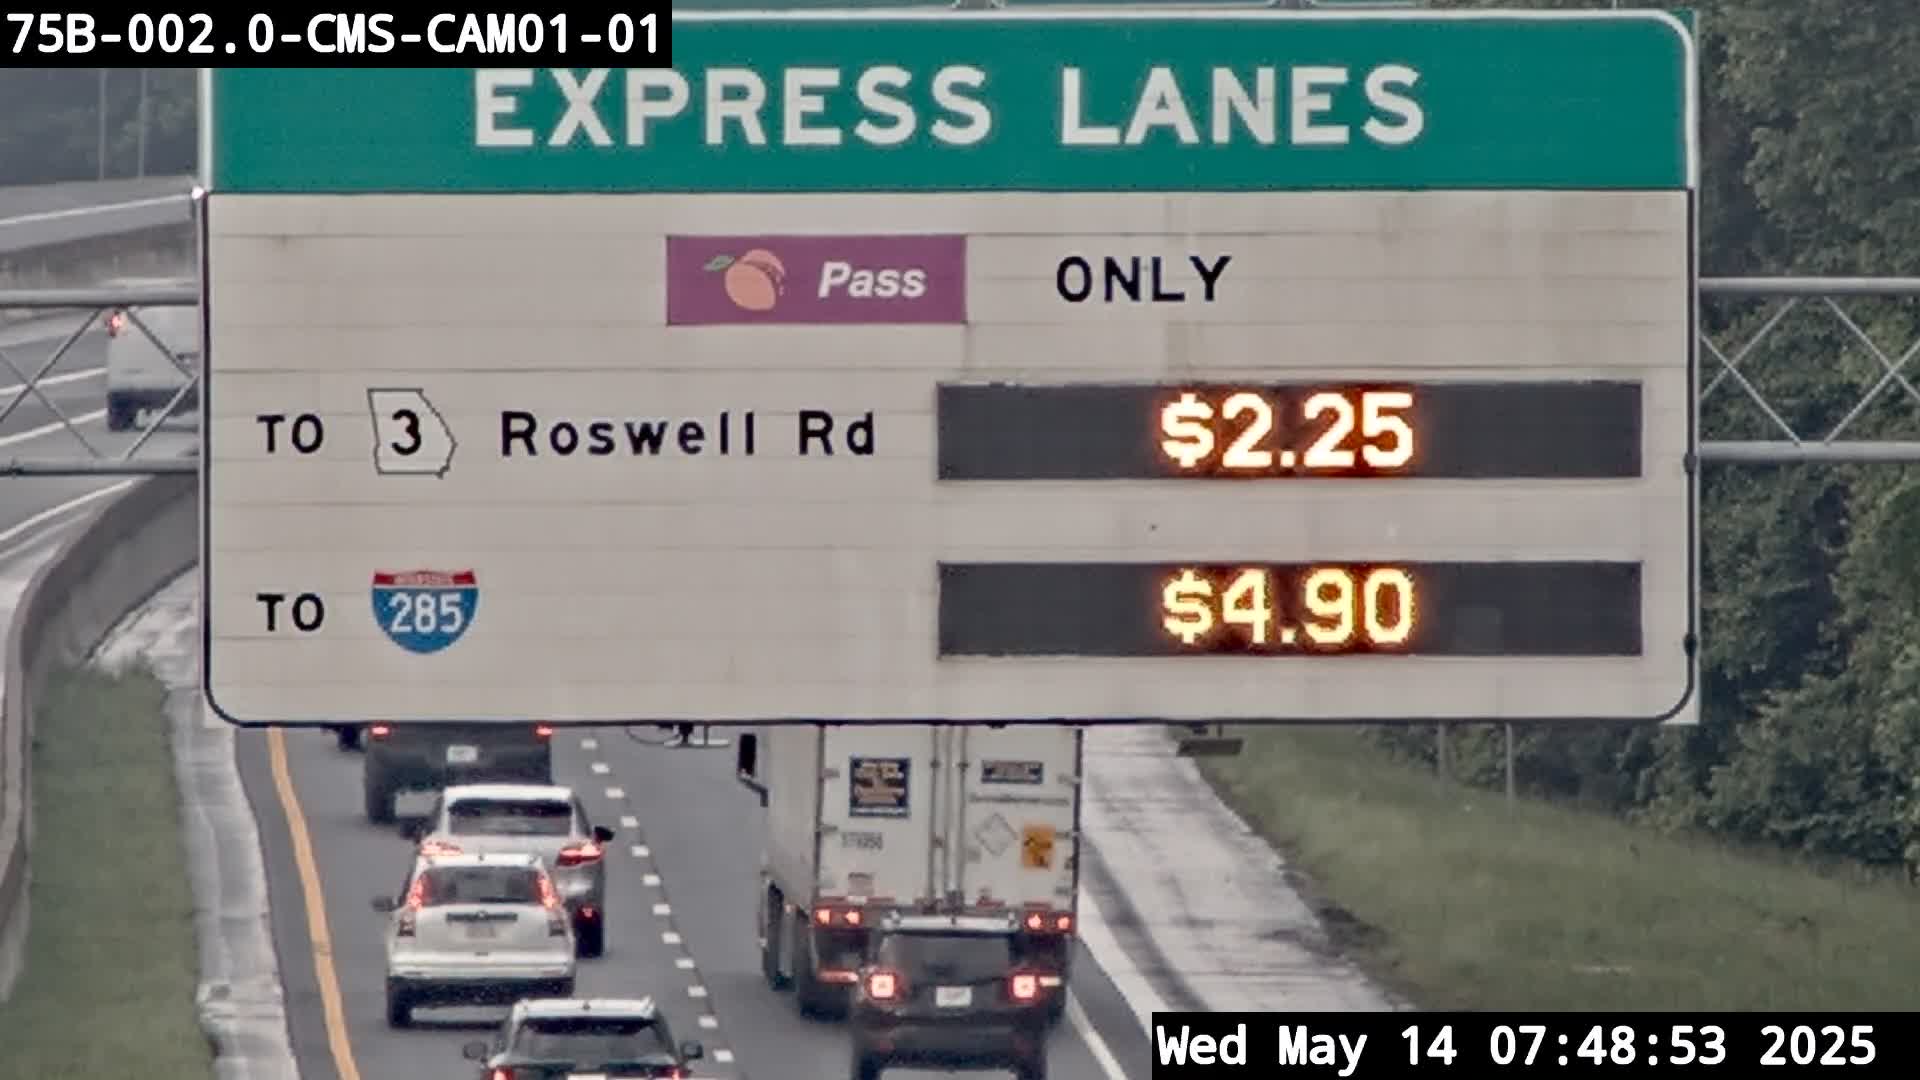 75B-002.0-CMS-CAM01-01
EXPRESS LANES
Pass ONLY
TO 3 Roswell Rd $2.25
TO INTERSTATE 285 $4.90
Wed May 14 07:48:53 2025